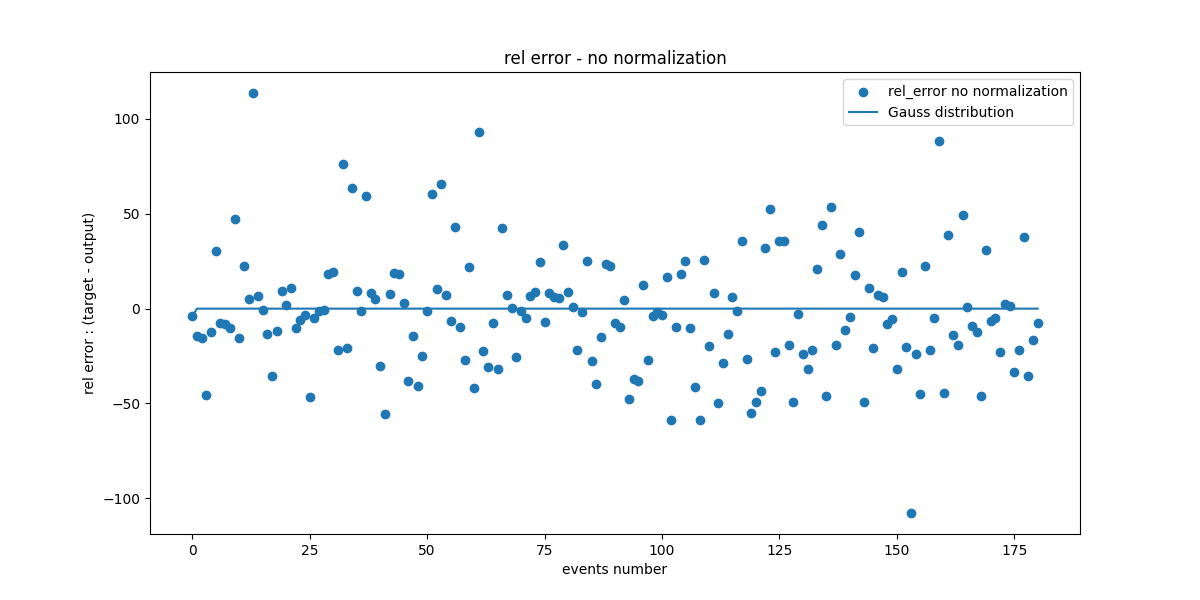 rel error - no normalization
rel_error no normalization
Gauss distribution
rel error : (target - output)
100
50
0
−50
−100
0
25
50
75
100
125
150
175
events number